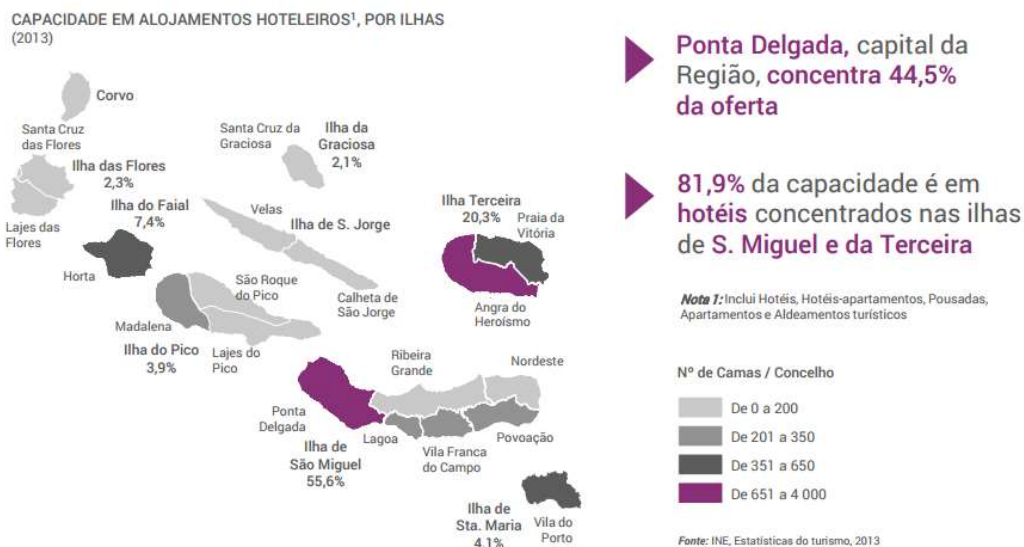 CAPACIDADE EM ALOJAMENTOS HOTELEIROS¹, POR ILHAS
(2013)
Corvo
Santa Cruz
das Flores
Ilha das Flores
2,3%
Lajes das
Flores
Santa Cruz da
Graciosa
Ilha da
Graciosa
2,1%
Ilha do Faial
7,4%
Horta
Velas
Ilha de S. Jorge
Calheta de
São Jorge
Ilha Terceira
20,3%
Praia da
Vitória
Angra do
Heroísmo
São Roque
do Pico
Madalena
Ilha do Pico
3,9%
Lajes do
Pico
Ribeira
Grande
Nordeste
Ponta
Delgada
Lagoa
Vila Franca
do Campo
Povoação
Ilha de
São Miguel
55,6%
Ilha de
Sta. Maria
4,1%
Vila do
Porto
Ponta Delgada, capital da
Região, concentra 44,5%
da oferta
81,9% da capacidade é em
hotéis concentrados nas ilhas
de S. Miguel e da Terceira
Nota 1: Inclui Hotéis, Hotéis-apartamentos, Pousadas,
Apartamentos e Aldeamentos turísticos
Nº de Camas / Concelho
De 0 a 200
De 201 a 350
De 351 a 650
De 651 a 4 000
Fonte: INE, Estatísticas do turismo, 2013